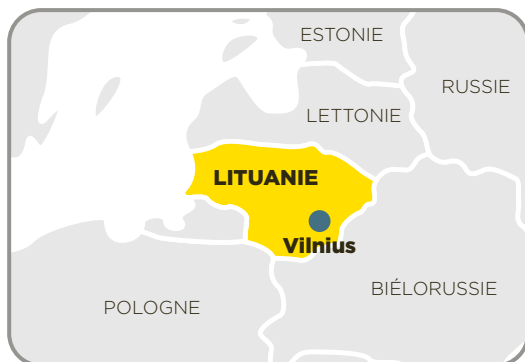 ESTONIE
RUSSIE
LETTONIE
LITUANIE
Vilnius
BIÉLORUSSIE
POLOGNE